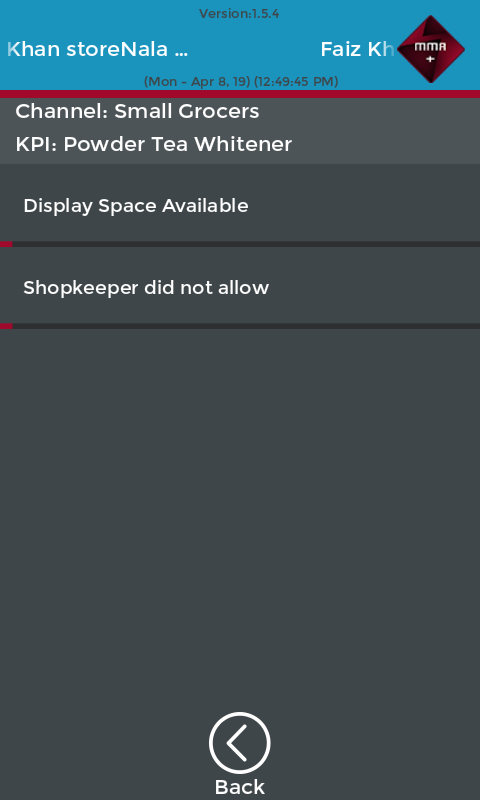 Version:1.5.4
Khan storeNala ...
Faiz Kh
MMA
+
(Mon - Apr 8, 19) (12:49:45 PM)
Channel: Small Grocers
KPI: Powder Tea Whitener
Display Space Available
Shopkeeper did not allow
Back